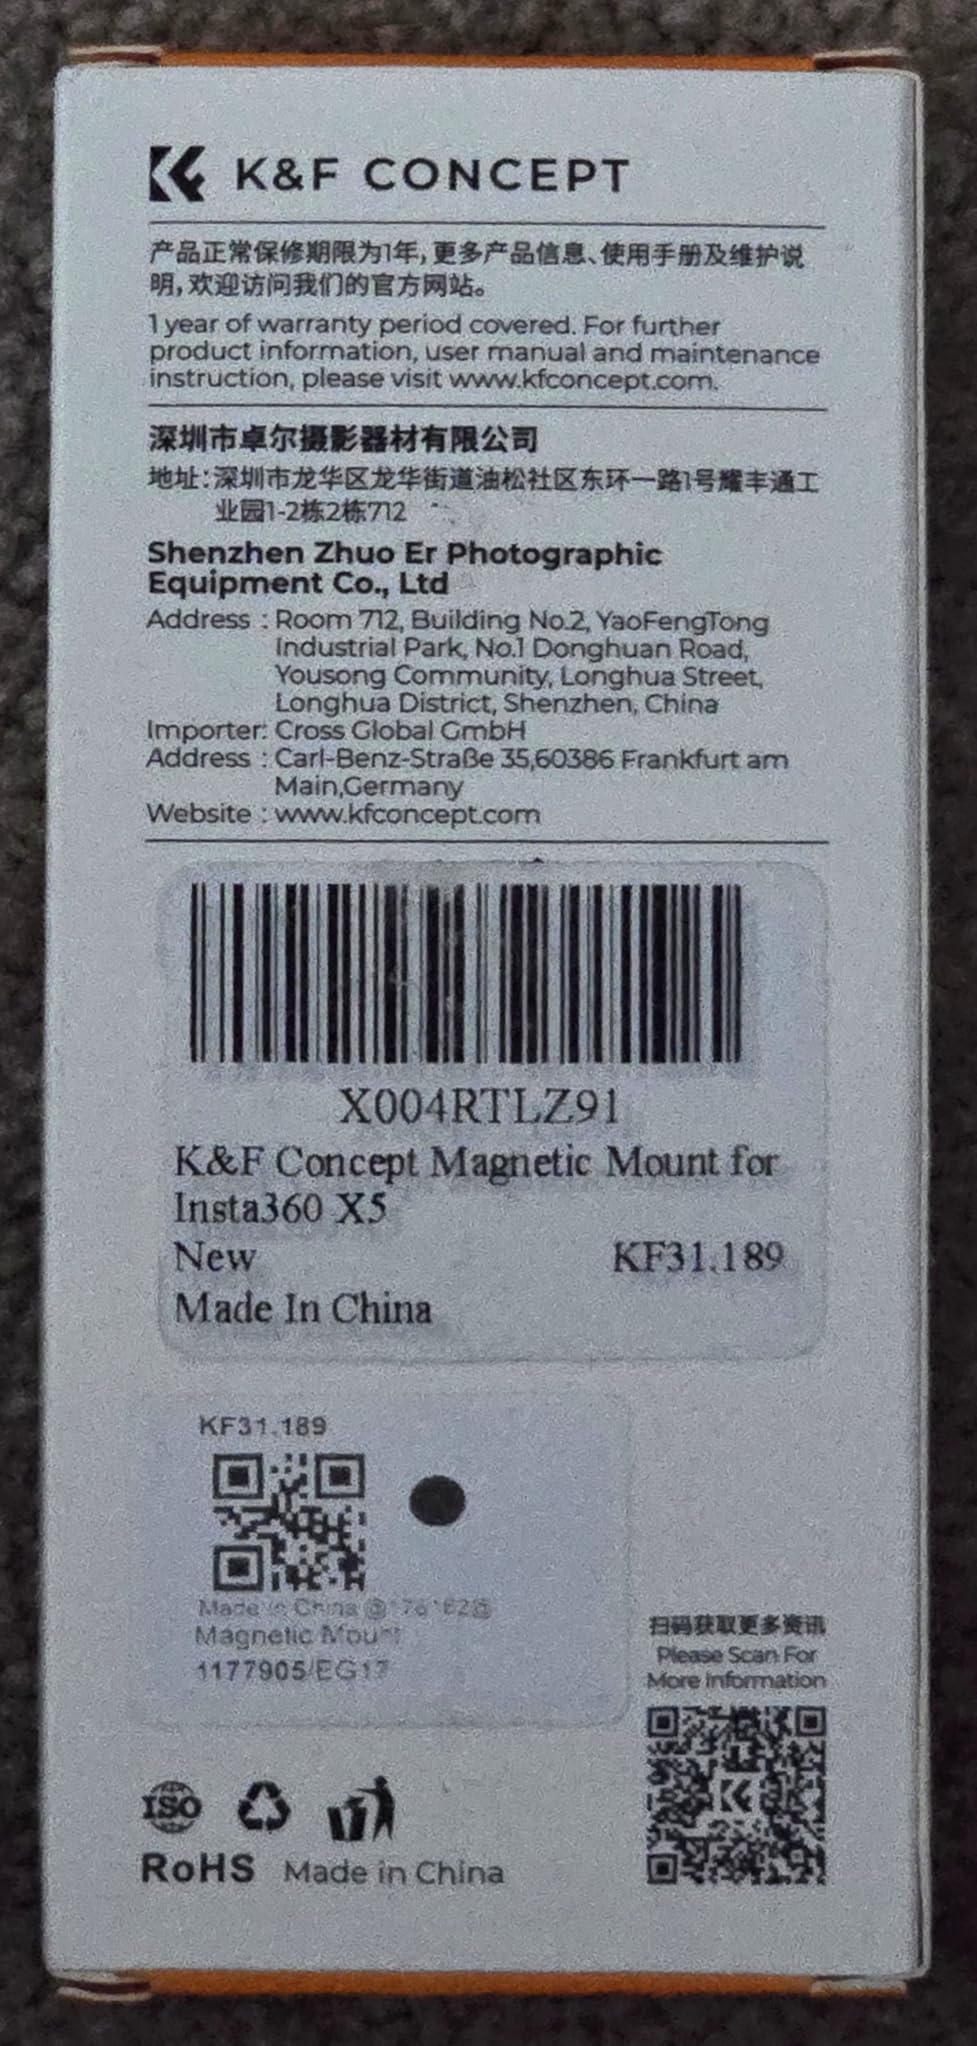 K&F CONCEPT
产品正常保修期限为1年,更多产品信息、使用手册及维护说
明,欢迎访问我们的官方网站。
1 year of warranty period covered. For further
product information, user manual and maintenance
instruction, please visit www.kfconcept.com.
深圳市卓尔摄影器材有限公司
地址:深圳市龙华区龙华街道油松社区东环一路1号耀丰通工
业园1-2栋2栋712
Shenzhen Zhuo Er Photographic
Equipment Co., Ltd
Address : Room 712, Building No.2, YaoFengTong
Industrial Park, No.1 Donghuan Road,
Yousong Community, Longhua Street,
Longhua District, Shenzhen, China
Importer: Cross Global GmbH
Address : Carl-Benz-Straße 35,60386 Frankfurt am
Main,Germany
Website : www.kfconcept.com
X004RTLZ91
K&F Concept Magnetic Mount for
Insta360 X5
New KF31.189
Made In China
KF31.189
Made in China
Magnetic Mount
1177905/EG17
扫码获取更多资讯
Please Scan For
More Information
ISO
RoHS Made in China